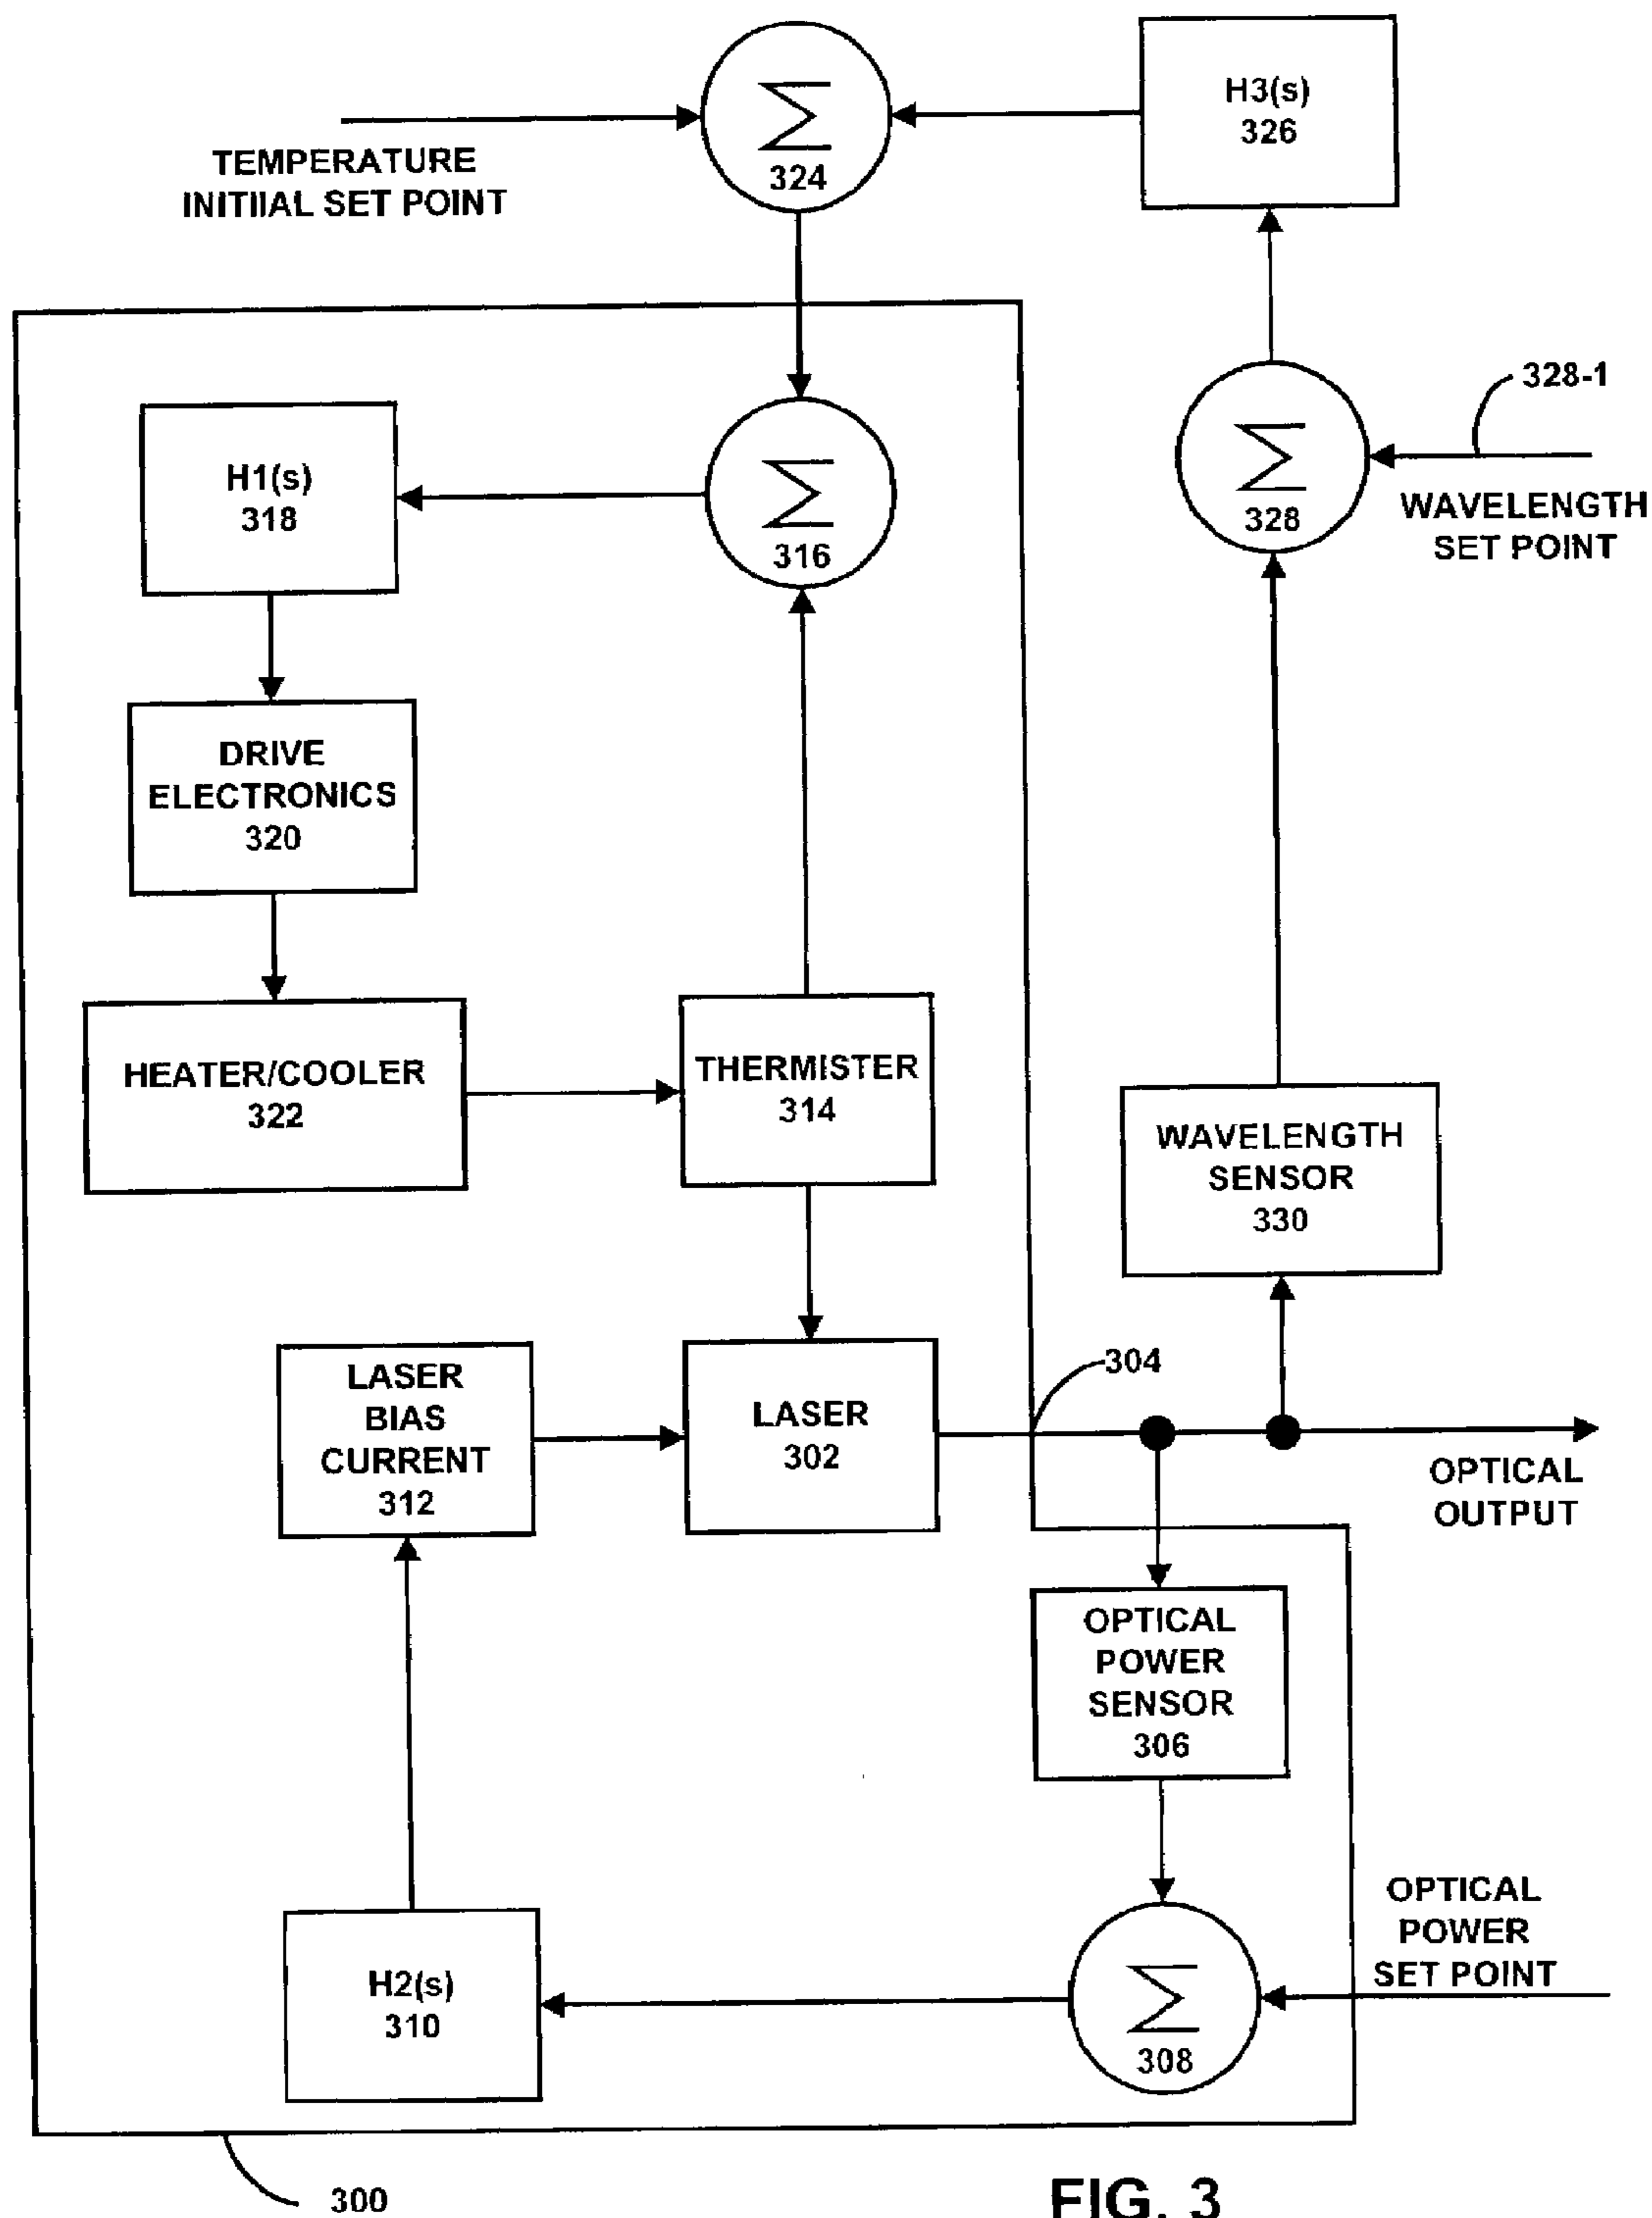 H3(s)
326
Σ
324
TEMPERATURE
INITIIAL SET POINT
328-1
Σ
328
WAVELENGTH
SET POINT
H1(s)
318
Σ
316
DRIVE
ELECTRONICS
320
HEATER/COOLER
322
THERMISTER
314
WAVELENGTH
SENSOR
330
LASER
BIAS
CURRENT
312
LASER
302
304
OPTICAL
OUTPUT
OPTICAL
POWER
SENSOR
306
OPTICAL
POWER
SET POINT
H2(s)
310
Σ
308
300
FIG. 3